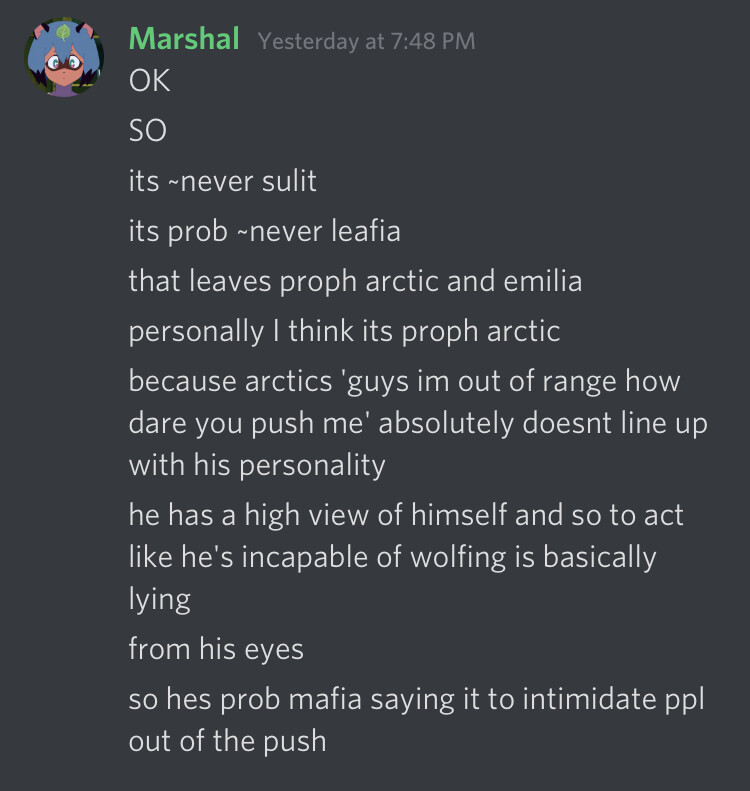 Marshal Yesterday at 7:48 PM
OK
SO
its ~never sulit
its prob ~never leafia
that leaves proph arctic and emilia
personally I think its proph arctic
because arctics 'guys im out of range how
dare you push me' absolutely doesnt line up
with his personality
he has a high view of himself and so to act
like he's incapable of wolfing is basically
lying
from his eyes
so hes prob mafia saying it to intimidate ppl
out of the push